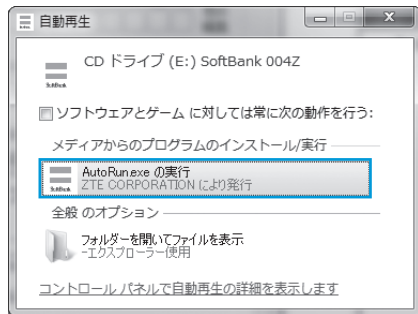 自動再生
CD ドライブ (E:) SoftBank 004Z
SoftBank
ソフトウェアとゲーム に対しては常に次の動作を行う:
メディアからのプログラムのインストール/実行
AutoRun.exe の実行
SoftBank
ZTE CORPORATION により発行
全般 のオプション
フォルダーを開いてファイルを表示
-エクスプローラー使用
コントロール パネルで自動再生の詳細を表示します